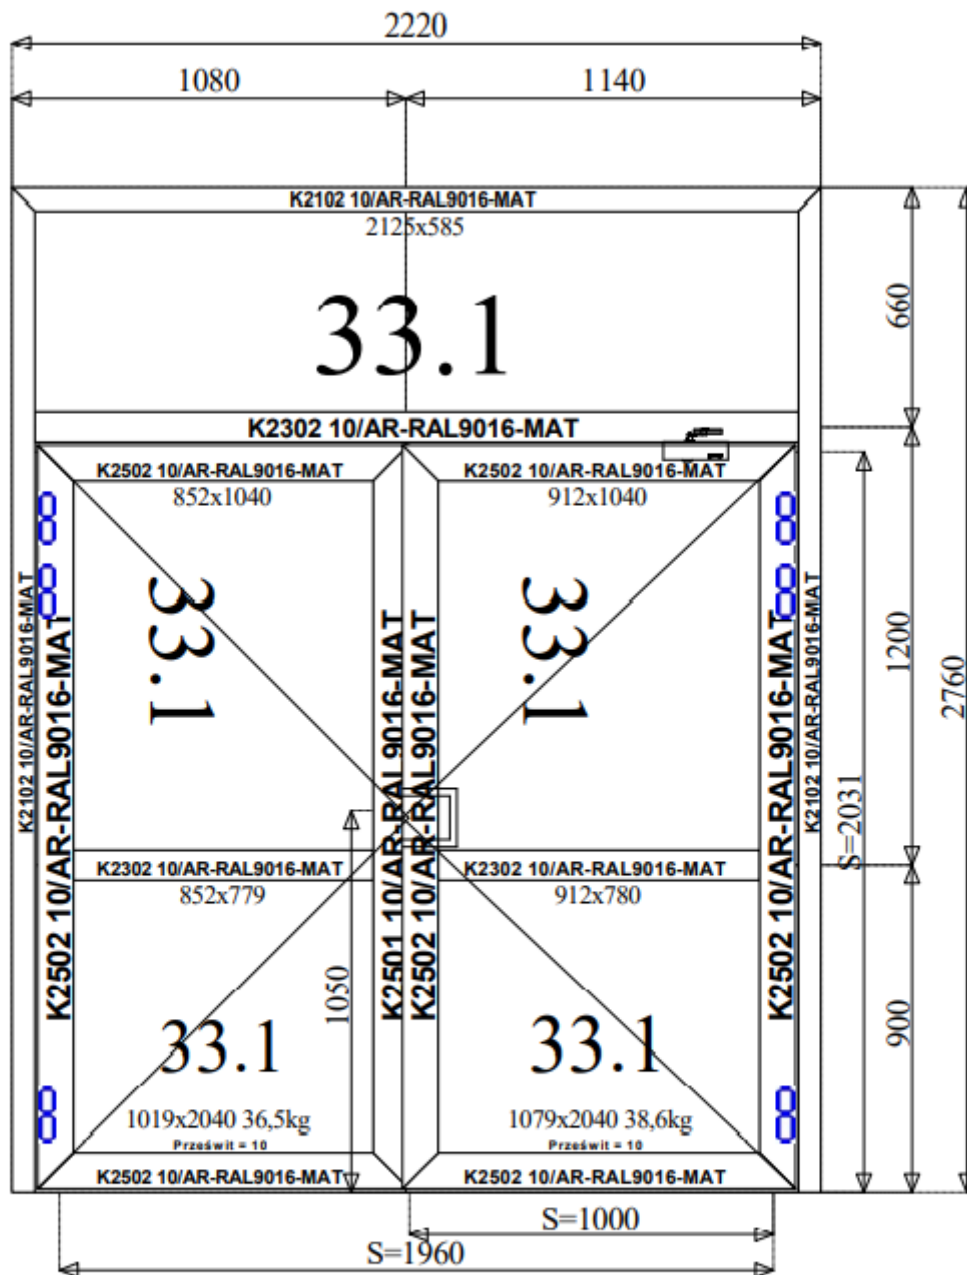 2220
1080
1140
K2102 10/AR-RAL9016-MAT
2125x585
33.1
660
K2302 10/AR-RAL9016-MAT
K2502 10/AR-RAL9016-MAT
K2502 10/AR-RAL9016-MAT
852x1040
912x1040
33.1
33.1
K2102 10/AR-RAL9016-MAT
K2502 10/AR-RAL9016-MAT
K2501 10/AR-RAL9016-MAT
K2502 10/AR-RAL9016-MAT
K2502 10/AR-RAL9016-MAT
K2102 10/AR-RAL9016-MAT
1200
2760
S=2031
K2302 10/AR-RAL9016-MAT
K2302 10/AR-RAL9016-MAT
852x779
912x780
1050
900
33.1
33.1
1019x2040 36,5kg
1079x2040 38,6kg
Prześwit = 10
Prześwit = 10
K2502 10/AR-RAL9016-MAT
K2502 10/AR-RAL9016-MAT
S=1000
S=1960